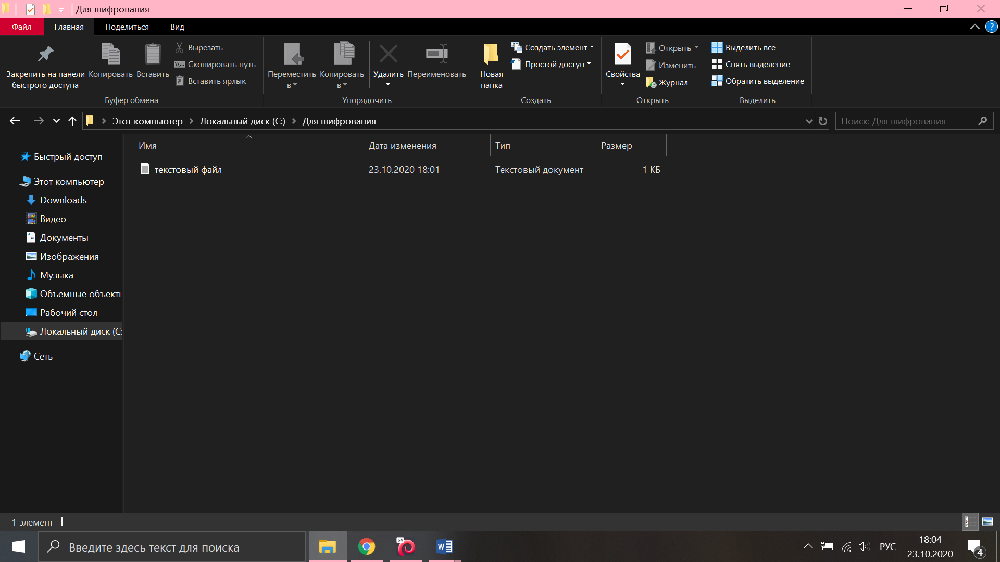 Для шифрования
Файл Главная Поделиться Вид ?
Закрепить на панели быстрого доступа
Копировать
Вставить
Вырезать
Скопировать путь
Вставить ярлык
Буфер обмена
Переместить в
Копировать в
Удалить
Переименовать
Упорядочить
Новая папка
Создать элемент
Простой доступ
Создать
Свойства
Открыть
Изменить
Журнал
Открыть
Выделить все
Снять выделение
Обратить выделение
Выделить
Этот компьютер Локальный диск (C:) Для шифрования
Поиск: Для шифрования
Имя Дата изменения Тип Размер
текстовый файл 23.10.2020 18:01 Текстовый документ 1 КБ
Быстрый доступ
Этот компьютер
Downloads
Видео
Документы
Изображения
Музыка
Объемные объекты
Рабочий стол
Локальный диск (C:
Сеть
1 элемент
Введите здесь текст для поиска
64
W
РУС
18:04
23.10.2020
4